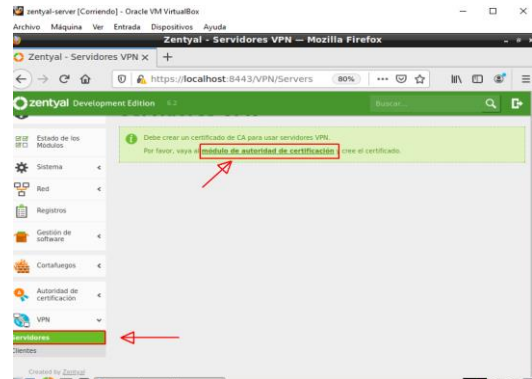 zentyal-server [Corriendo] - Oracle VM VirtualBox
Archivo Máquina Ver Entrada Dispositivos Ayuda
Zentyal - Servidores VPN — Mozilla Firefox
Zentyal - Servidores VPN
https://localhost:8443/VPN/Servers 80%
zentyal Development Edition 6.2 Buscar...
Debe crear un certificado de CA para usar servidores VPN.
Por favor, vaya al módulo de autoridad de certificación y cree el certificado.
Estado de los
Módulos
Sistema
Red
Registros
Gestión de
software
Cortafuegos
Autoridad de
certificación
VPN
Servidores
Clientes
Created by Zentyal